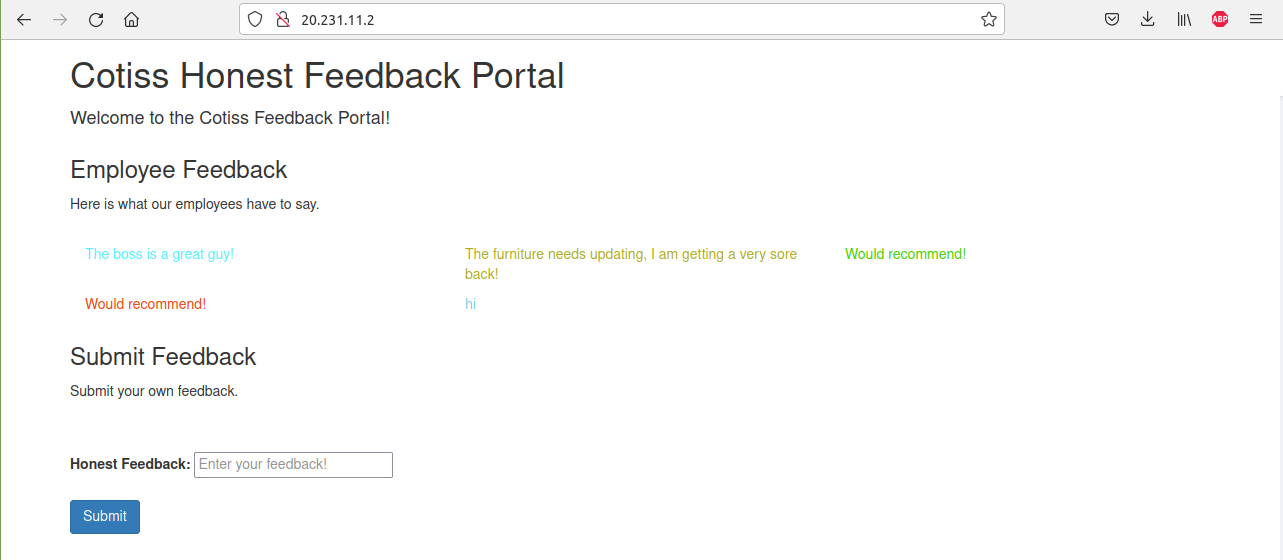 20.231.11.2
ABP
Cotiss Honest Feedback Portal
Welcome to the Cotiss Feedback Portal!
Employee Feedback
Here is what our employees have to say.
The boss is a great guy!
The furniture needs updating, I am getting a very sore
back!
Would recommend!
Would recommend!
hi
Submit Feedback
Submit your own feedback.
Honest Feedback: Enter your feedback!
Submit